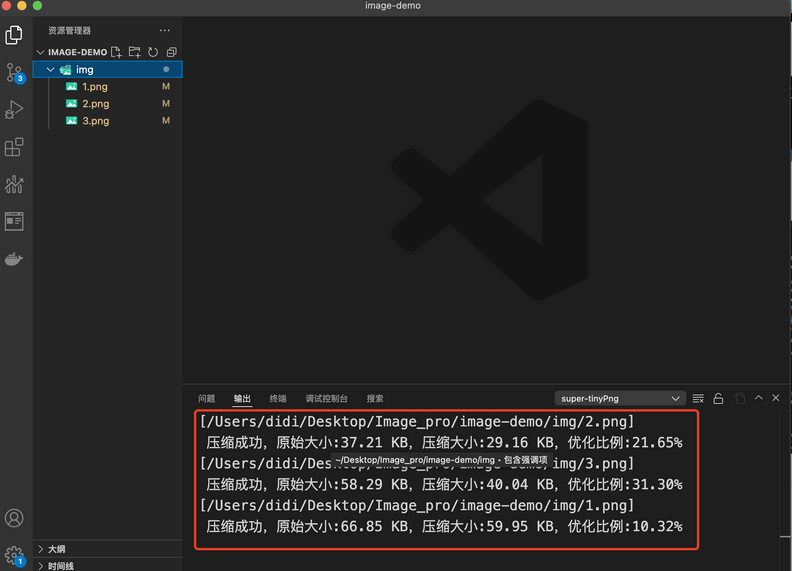 image-demo
资源管理器
IMAGE-DEMO
img
1.png M
2.png M
3.png M
3
问题 输出 终端 调试控制台 搜索 super-tinyPng
[/Users/didi/Desktop/Image_pro/image-demo/img/2.png]
压缩成功，原始大小:37.21 KB，压缩大小:29.16 KB，优化比例:21.65%
~/Desktop/Image_pro/image-demo/img • 包含强调项
[/Users/didi/Desktop/Image_pro/image-demo/img/3.png]
压缩成功，原始大小:58.29 KB，压缩大小:40.04 KB，优化比例:31.30%
[/Users/didi/Desktop/Image_pro/image-demo/img/1.png]
压缩成功，原始大小:66.85 KB，压缩大小:59.95 KB，优化比例:10.32%
大纲
1
时间线